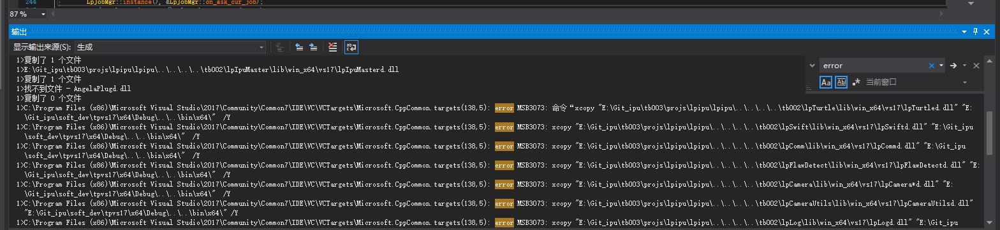 244 LpJobMgr::instance(), &LpJobMgr::on_ask_cur_job);
87 %
输出
显示输出来源(S): 生成
error
Aa Abl .* 当前窗口
1>复制了 1 个文件
1>E:\Git_ipu\tb003\projs\lpipu\lpipu\..\..\..\..\tb002\lpIpuMaster\lib\win_x64\vs17\lpIpuMasterd.dll
1>复制了 1 个文件
1>找不到文件 - AngelaPlugd.dll
1>复制了 0 个文件
1>C:\Program Files (x86)\Microsoft Visual Studio\2017\Community\Common7\IDE\VC\VCTargets\Microsoft.CppCommon.targets(138,5): error MSB3073: 命令“xcopy "E:\Git_ipu\tb003\projs\lpipu\lpipu\..\..\..\..\tb002\lpTurtle\lib\win_x64\vs17\lpTurtled.dll" "E:
\Git_ipu\soft_dev\tpvs17\x64\Debug\..\..\bin\x64\" /Y
1>C:\Program Files (x86)\Microsoft Visual Studio\2017\Community\Common7\IDE\VC\VCTargets\Microsoft.CppCommon.targets(138,5): error MSB3073: xcopy "E:\Git_ipu\tb003\projs\lpipu\lpipu\..\..\..\..\tb002\lpSwift\lib\win_x64\vs17\lpSwiftd.dll" "E:\Git_ipu
\soft_dev\tpvs17\x64\Debug\..\..\bin\x64\" /Y
1>C:\Program Files (x86)\Microsoft Visual Studio\2017\Community\Common7\IDE\VC\VCTargets\Microsoft.CppCommon.targets(138,5): error MSB3073: xcopy "E:\Git_ipu\tb003\projs\lpipu\lpipu\..\..\..\..\tb002\lpComm\lib\win_x64\vs17\lpCommd.dll" "E:\Git_ipu
\soft_dev\tpvs17\x64\Debug\..\..\bin\x64\" /Y
1>C:\Program Files (x86)\Microsoft Visual Studio\2017\Community\Common7\IDE\VC\VCTargets\Microsoft.CppCommon.targets(138,5): error MSB3073: xcopy "E:\Git_ipu\tb003\projs\lpipu\lpipu\..\..\..\..\tb002\lpFlawDetect\lib\win_x64\vs17\lpFlawDetectd.dll" "E:
\Git_ipu\soft_dev\tpvs17\x64\Debug\..\..\bin\x64\" /Y
1>C:\Program Files (x86)\Microsoft Visual Studio\2017\Community\Common7\IDE\VC\VCTargets\Microsoft.CppCommon.targets(138,5): error MSB3073: xcopy "E:\Git_ipu\tb003\projs\lpipu\lpipu\..\..\..\..\tb002\lpCamera\lib\win_x64\vs17\lpCamera*d.dll" "E:
\Git_ipu\soft_dev\tpvs17\x64\Debug\..\..\bin\x64\" /Y
1>C:\Program Files (x86)\Microsoft Visual Studio\2017\Community\Common7\IDE\VC\VCTargets\Microsoft.CppCommon.targets(138,5): error MSB3073: xcopy "E:\Git_ipu\tb003\projs\lpipu\lpipu\..\..\..\..\tb002\lpCameraUtils\lib\win_x64\vs17\lpCameraUtilsd.dll"
"E:\Git_ipu\soft_dev\tpvs17\x64\Debug\..\..\bin\x64\" /Y
1>C:\Program Files (x86)\Microsoft Visual Studio\2017\Community\Common7\IDE\VC\VCTargets\Microsoft.CppCommon.targets(138,5): error MSB3073: xcopy "E:\Git_ipu\tb003\projs\lpipu\lpipu\..\..\..\..\tb002\lpLog\lib\win_x64\vs17\lpLogd.dll" "E:\Git_ipu